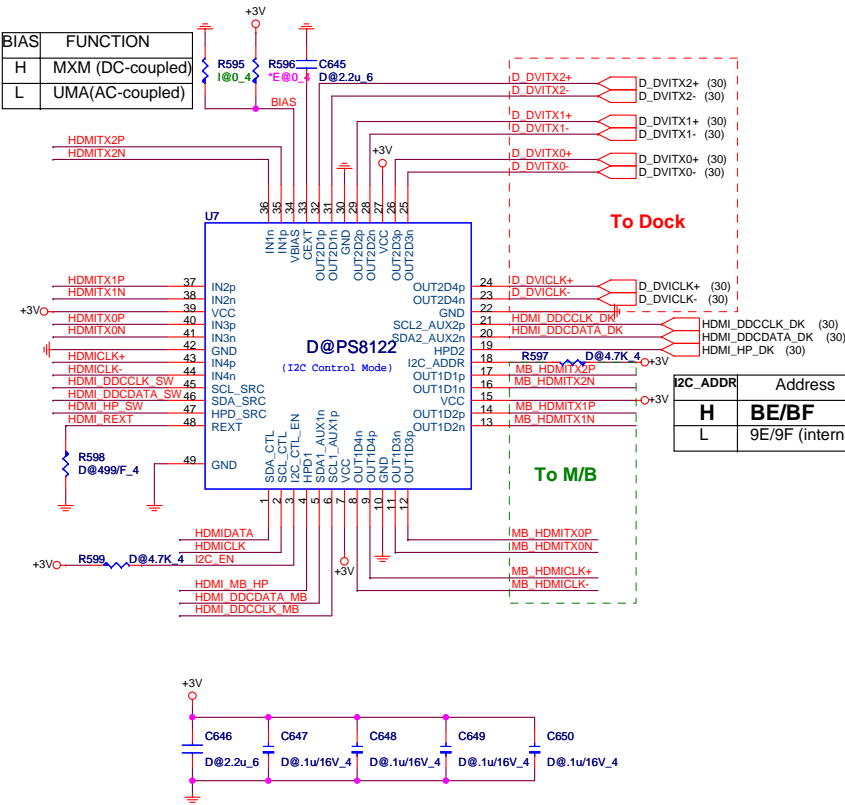 +3V
BIAS FUNCTION
H MXM (DC-coupled)
L UMA(AC-coupled)
R595
I@0_4
R596
*E@0_4
C645
D@2.2u_6
BIAS
D_DVITX2+ D_DVITX2+ (30)
D_DVITX2- D_DVITX2- (30)
D_DVITX1+ D_DVITX1+ (30)
D_DVITX1- D_DVITX1- (30)
D_DVITX0+ D_DVITX0+ (30)
D_DVITX0- D_DVITX0- (30)
HDMITX2P
HDMITX2N
+3V
To Dock
36 35 34 33 32 31 30 29 28 27 26 25
U7
IN1n IN1p VBIAS CEXT OUT2D1p OUT2D1n GND OUT2D2p OUT2D2n VCC OUT2D3p OUT2D3n
HDMITX1P 37 IN2p
HDMITX1N 38 IN2n
+3V 39 VCC
HDMITX0P 40 IN3p
HDMITX0N 41 IN3n
42 GND
HDMICLK+ 43 IN4p
HDMICLK- 44 IN4n
HDMI_DDCCLK_SW 45 SCL_SRC
HDMI_DDCDATA_SW 46 SDA_SRC
HDMI_HP_SW 47 HPD_SRC
HDMI_REXT 48 REXT
49 GND
D@PS8122
(I2C Control Mode)
OUT2D4p 24 D_DVICLK+ D_DVICLK+ (30)
OUT2D4n 23 D_DVICLK- D_DVICLK- (30)
GND 22
SCL2_AUX2p 21 HDMI_DDCCLK_DK HDMI_DDCCLK_DK (30)
SDA2_AUX2n 20 HDMI_DDCDATA_DK HDMI_DDCDATA_DK (30)
HPD2 19 HDMI_HP_DK (30)
I2C_ADDR 18 R597 D@4.7K_4 +3V
OUT1D1p 17 MB_HDMITX2P
OUT1D1n 16 MB_HDMITX2N
VCC 15 +3V
OUT1D2p 14 MB_HDMITX1P
OUT1D2n 13 MB_HDMITX1N
I2C_ADDR Address
H BE/BF
L 9E/9F (interna
R598
D@499/F_4
SDA_CTL SCL_CTL I2C_CTL_EN HPD1 SDA1_AUX1n SCL1_AUX1p VCC OUT1D4n OUT1D4p GND OUT1D3n OUT1D3p
1 2 3 4 5 6 7 8 9 10 11 12
To M/B
HDMIDATA
HDMICLK
+3V R599 D@4.7K_4 I2C_EN
+3V
HDMI_MB_HP
HDMI_DDCDATA_MB
HDMI_DDCCLK_MB
MB_HDMITX0P
MB_HDMITX0N
MB_HDMICLK+
MB_HDMICLK-
+3V
C646 C647 C648 C649 C650
D@2.2u_6 D@.1u/16V_4 D@.1u/16V_4 D@.1u/16V_4 D@.1u/16V_4